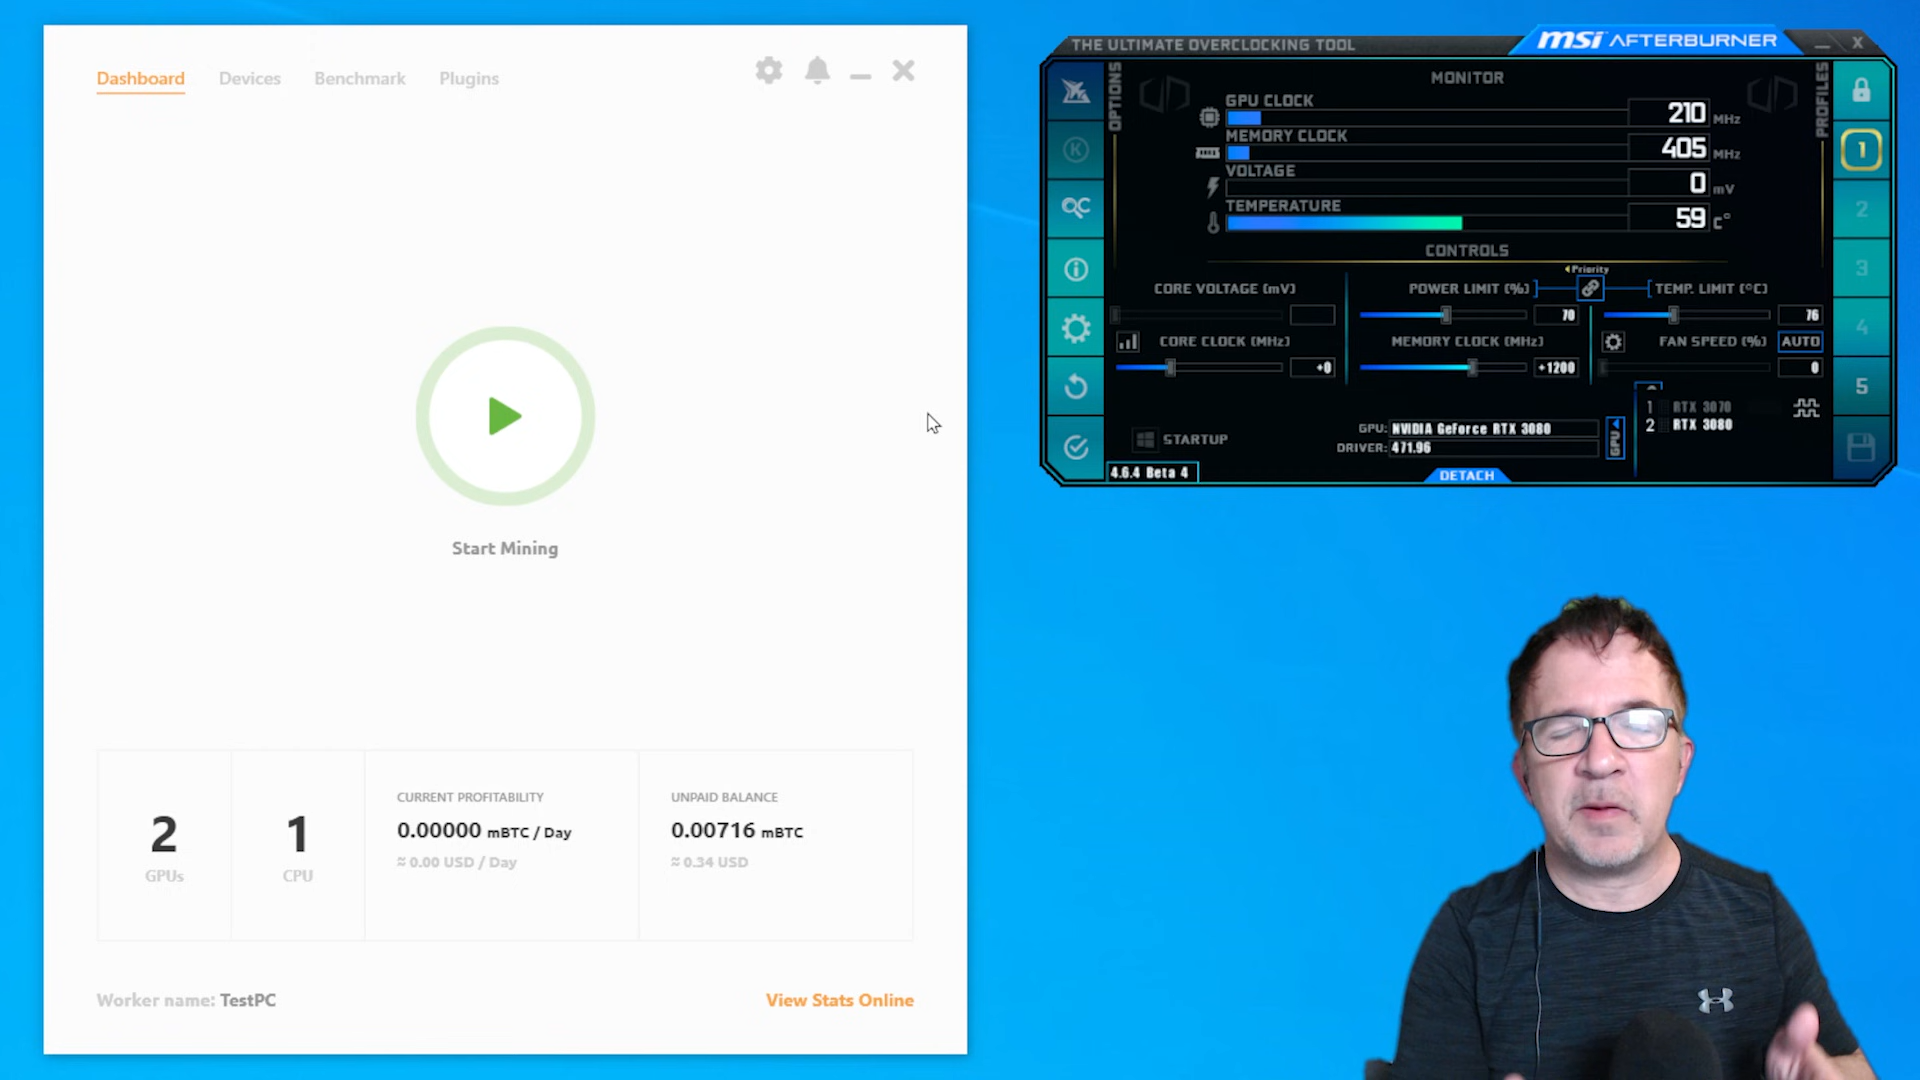 Dashboard
Devices
Benchmark
Plugins
Start Mining
2
GPUs
1
CPU
CURRENT PROFITABILITY
0.00000 mBTC / Day
≈ 0.00 USD / Day
UNPAID BALANCE
0.00716 mBTC
≈ 0.34 USD
Worker name: TestPC
View Stats Online
THE ULTIMATE OVERCLOCKING TOOL
msi AFTERBURNER
OPTIONS
MONITOR
PROFILES
GPU CLOCK
210 MHz
MEMORY CLOCK
405 MHz
VOLTAGE
0 mV
TEMPERATURE
59 C°
K
OC
1
2
3
4
5
CONTROLS
Priority
CORE VOLTAGE (mV)
POWER LIMIT (%)
70
TEMP. LIMIT (°C)
76
CORE CLOCK (MHz)
+0
MEMORY CLOCK (MHz)
+1200
FAN SPEED (%)
AUTO
0
STARTUP
GPU: NVIDIA GeForce RTX 3080
DRIVER: 471.96
GPU
1 RTX 3070
2 RTX 3080
4.6.4 Beta 4
DETACH